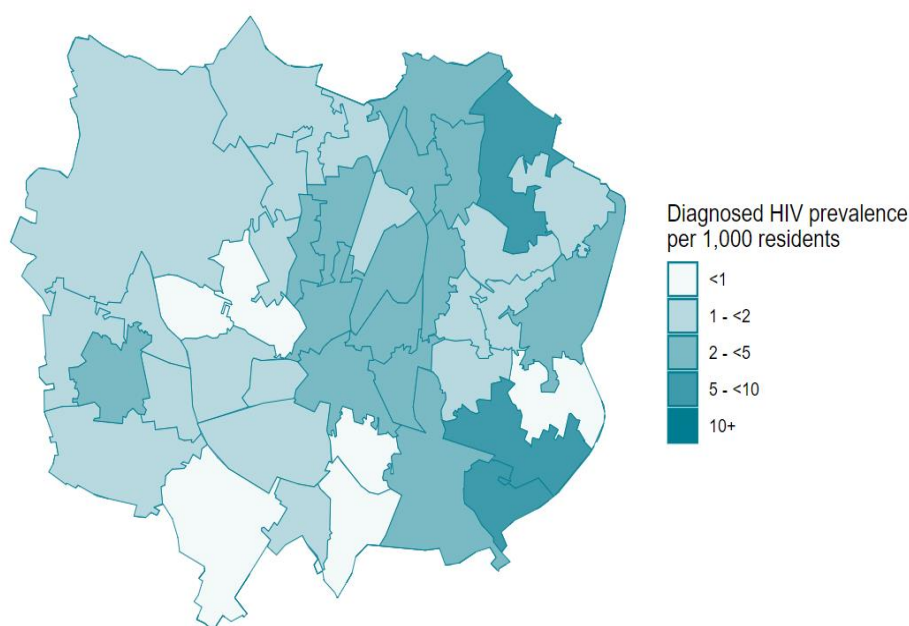 Diagnosed HIV prevalence
per 1,000 residents
<1
1 - <2
2 - <5
5 - <10
10+